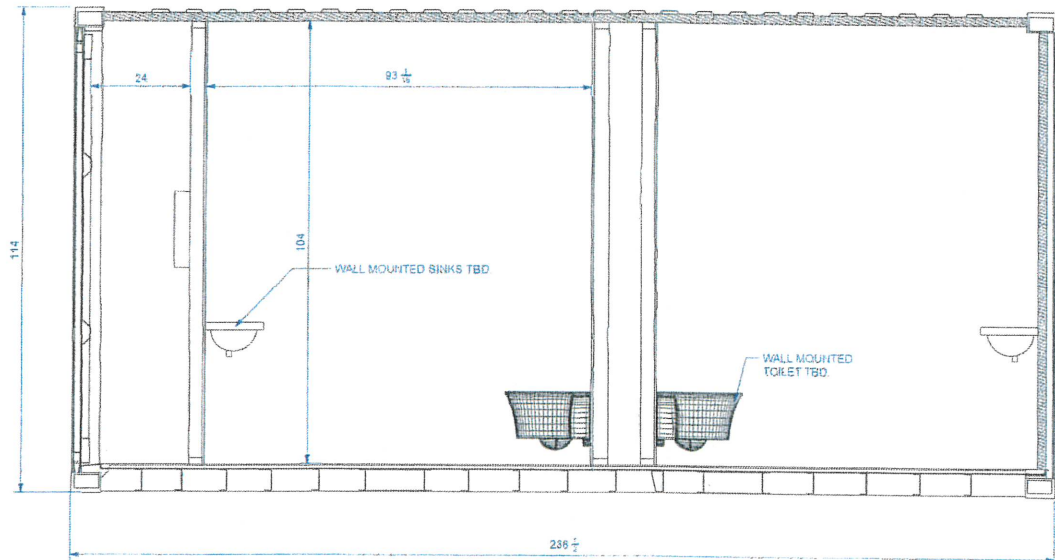 24
93 1/16
114
104
WALL MOUNTED SINKS TBD
WALL MOUNTED
TOILET TBD.
236 1/2